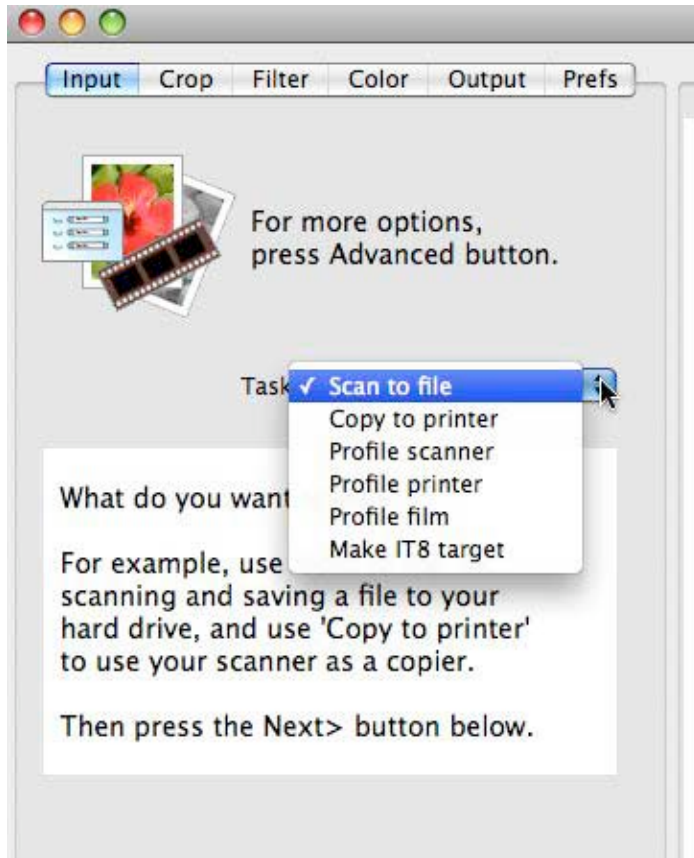 Input Crop Filter Color Output Prefs
For more options,
press Advanced button.
Task
✓ Scan to file
Copy to printer
Profile scanner
Profile printer
Profile film
Make IT8 target
What do you want
For example, use
scanning and saving a file to your
hard drive, and use 'Copy to printer'
to use your scanner as a copier.
Then press the Next> button below.